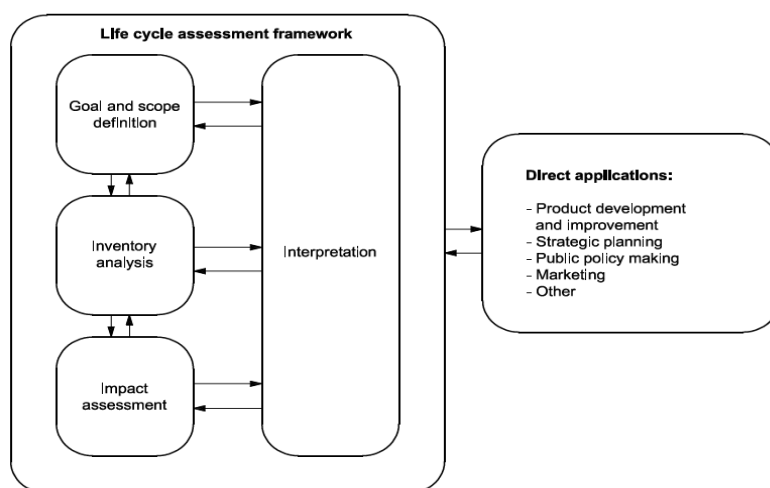 Life cycle assessment framework
Goal and scope
definition
Inventory
analysis
Impact
assessment
Interpretation
Direct applications:
- Product development
and improvement
- Strategic planning
- Public policy making
- Marketing
- Other